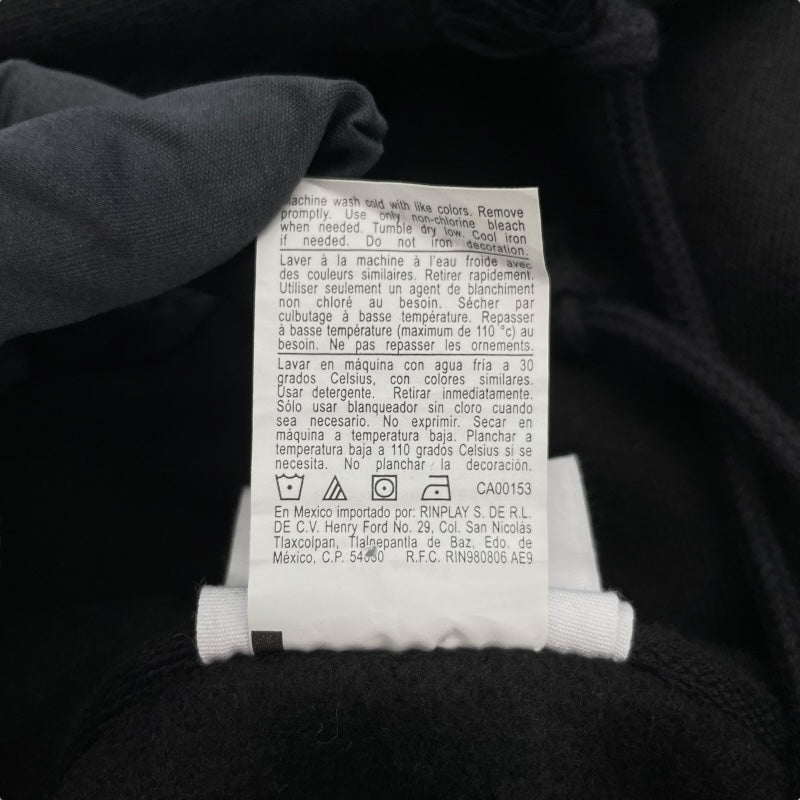 achine wash cold with like colors. Remove
promptly. Use only non-chlorine bleach
when needed. Tumble dry low. Cool iron
if needed. Do not iron decoration.
Laver à la machine à l'eau froide avec
des couleurs similaires. Retirer rapidement.
Utiliser seulement un agent de blanchiment
non chloré au besoin. Sécher par
culbutage à basse température. Repasser
à basse température (maximum de 110 °c) au
besoin. Ne pas repasser les ornements.
Lavar en máquina con agua fria a 30
grados Celsius, con colores similares.
Usar detergente. Retirar inmediatamente.
Sólo usar blanqueador sin cloro cuando
sea necesario. No exprimir. Secar en
máquina a temperatura baja. Planchar a
temperatura baja a 110 grados Celsius si se
necesita. No planchar la decoración.
CA00153
En Mexico importado por: RINPLAY S. DE R.L.
DE C.V. Henry Ford No. 29, Col. San Nicolás
Tlaxcolpan, Tlalnepantla de Baz, Edo. de
México, C.P. R.F.C. RIN980806 AE9